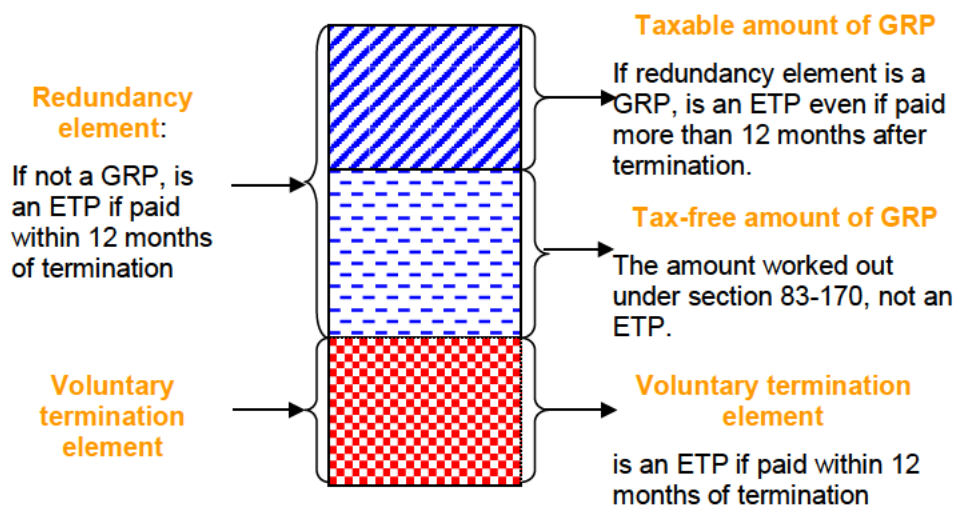 Redundancy
element:
If not a GRP, is
an ETP if paid
within 12 months
of termination
Voluntary
termination
element
Taxable amount of GRP
If redundancy element is a
GRP, is an ETP even if paid
more than 12 months after
termination.
Tax-free amount of GRP
The amount worked out
under section 83-170, not an
ETP.
Voluntary termination
element
is an ETP if paid within 12
months of termination